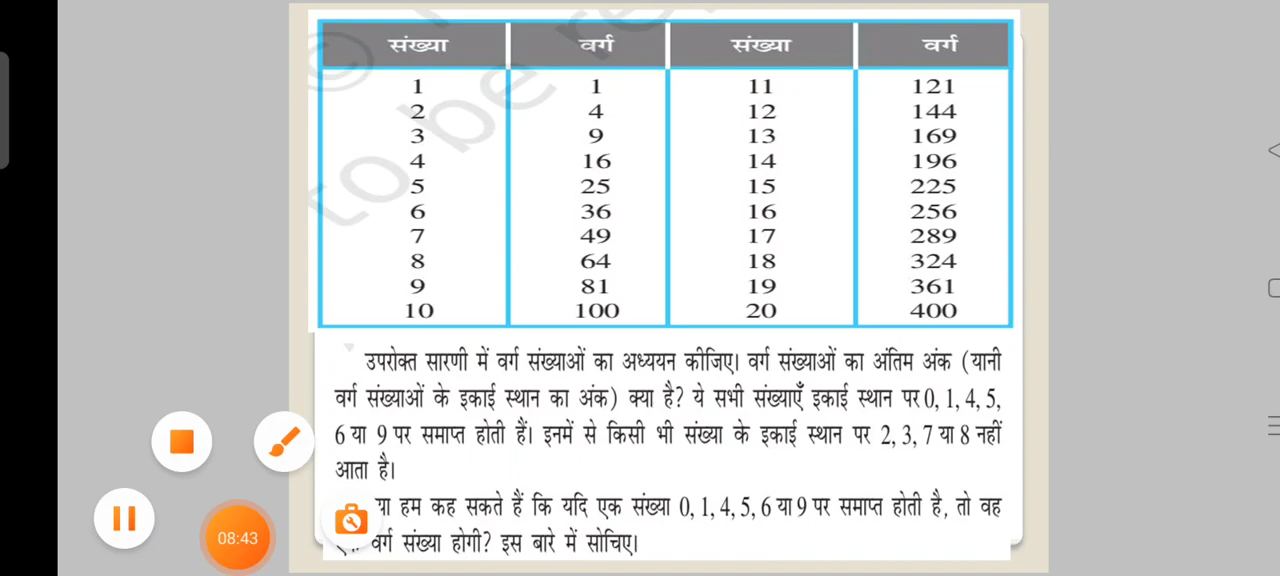 संख्या वर्ग संख्या वर्ग
1 1 11 121
2 4 12 144
3 9 13 169
4 16 14 196
5 25 15 225
6 36 16 256
7 49 17 289
8 64 18 324
9 81 19 361
10 100 20 400
उपरोक्त सारणी में वर्ग संख्याओं का अध्ययन कीजिए। वर्ग संख्याओं का अंतिम अंक (यानी
वर्ग संख्याओं के इकाई स्थान का अंक) क्या है? ये सभी संख्याएँ इकाई स्थान पर 0, 1, 4, 5,
6 या 9 पर समाप्त होती हैं। इनमें से किसी भी संख्या के इकाई स्थान पर 2, 3, 7 या 8 नहीं
आता है।
या हम कह सकते हैं कि यदि एक संख्या 0, 1, 4, 5, 6 या 9 पर समाप्त होती है, तो वह
वर्ग संख्या होगी? इस बारे में सोचिए।
08:43
© to be re